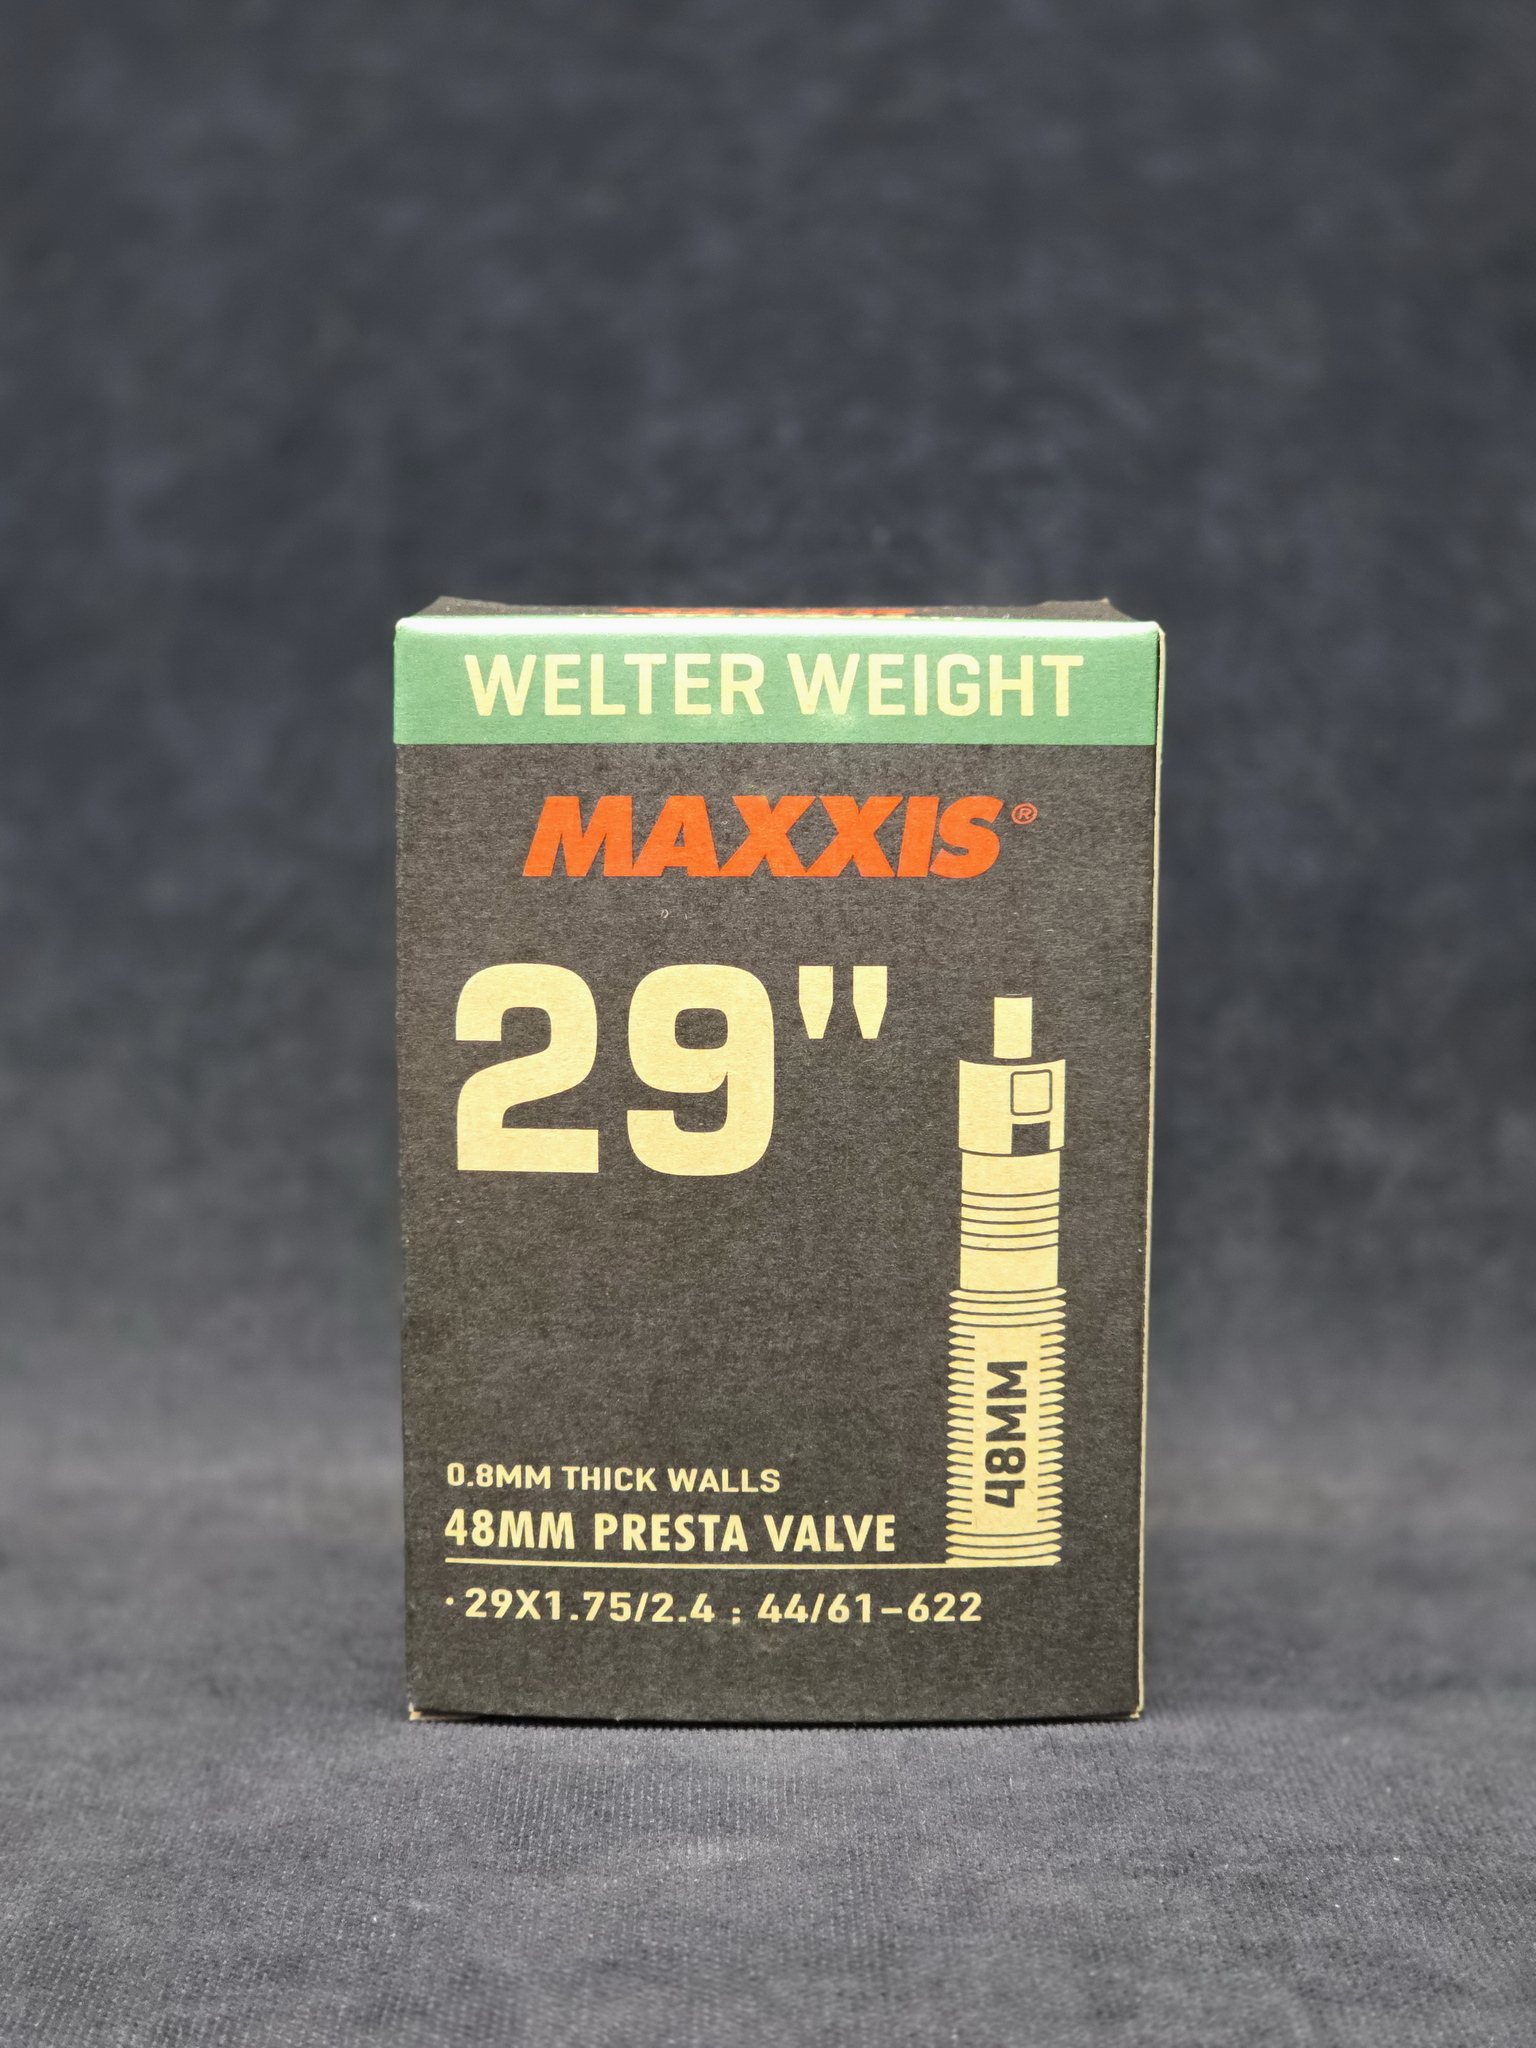 WELTER WEIGHT
MAXXIS®
29"
48MM
0.8MM THICK WALLS
48MM PRESTA VALVE
·29X1.75/2.4 : 44/61-622